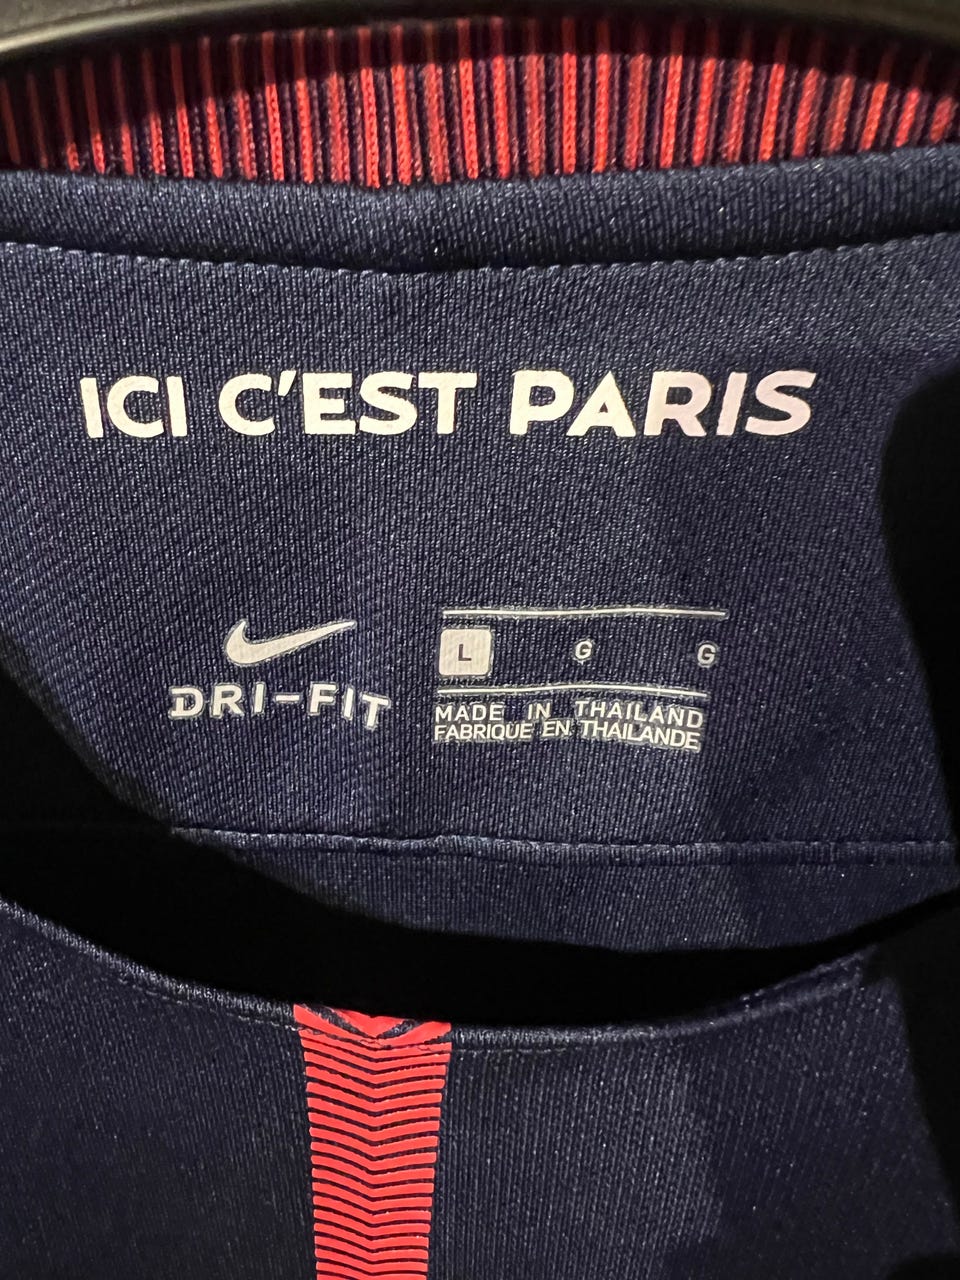 ICI C'EST PARIS
DRI-FIT
L G G
MADE IN THAILAND
FABRIQUE EN THAILANDE